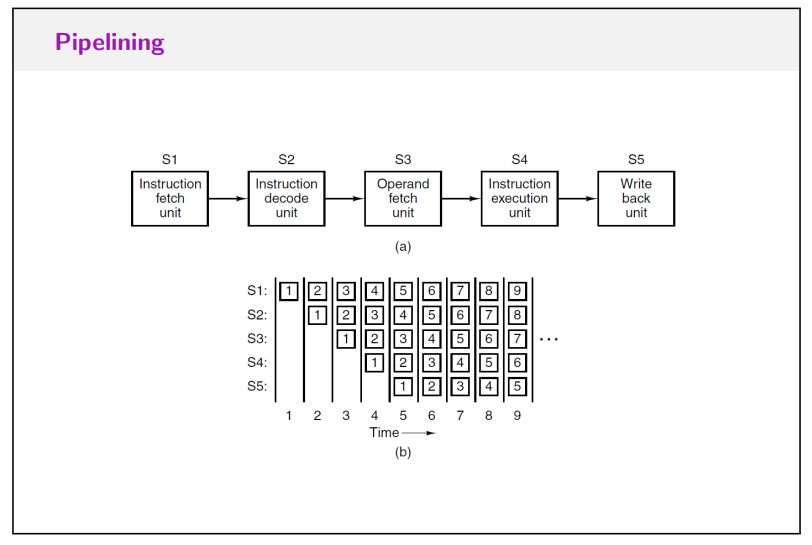 Pipelining
S1 S2 S3 S4 S5
Instruction fetch unit
Instruction decode unit
Operand fetch unit
Instruction execution unit
Write back unit
(a)
S1: 1 2 3 4 5 6 7 8 9
S2: 1 2 3 4 5 6 7 8
S3: 1 2 3 4 5 6 7 ...
S4: 1 2 3 4 5 6
S5: 1 2 3 4 5
1 2 3 4 5 6 7 8 9
Time
(b)